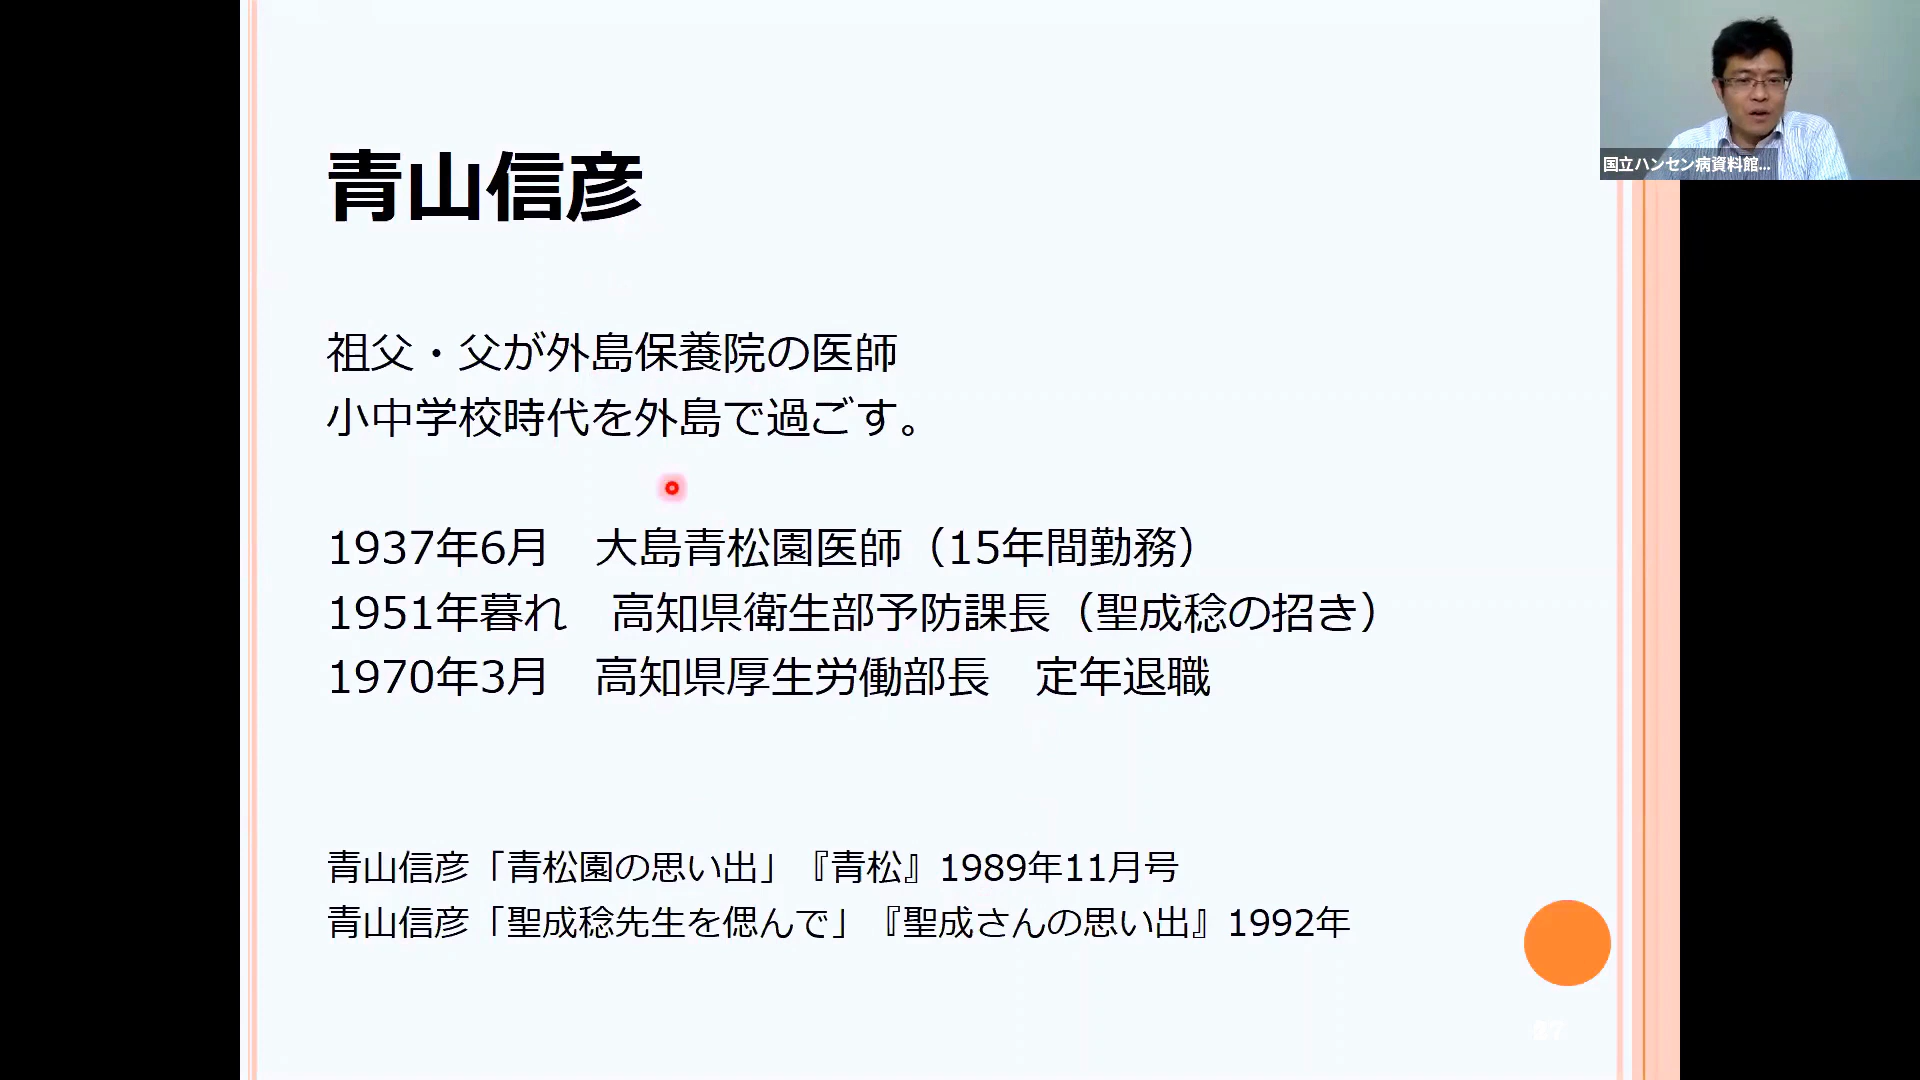 青山信彦
祖父・父が外島保養院の医師
小中学校時代を外島で過ごす。
1937年6月　大島青松園医師（15年間勤務）
1951年暮れ　高知県衛生部予防課長（聖成稔の招き）
1970年3月　高知県厚生労働部長　定年退職
青山信彦「青松園の思い出」『青松』1989年11月号
青山信彦「聖成稔先生を偲んで」『聖成さんの思い出』1992年
国立ハンセン病資料館...